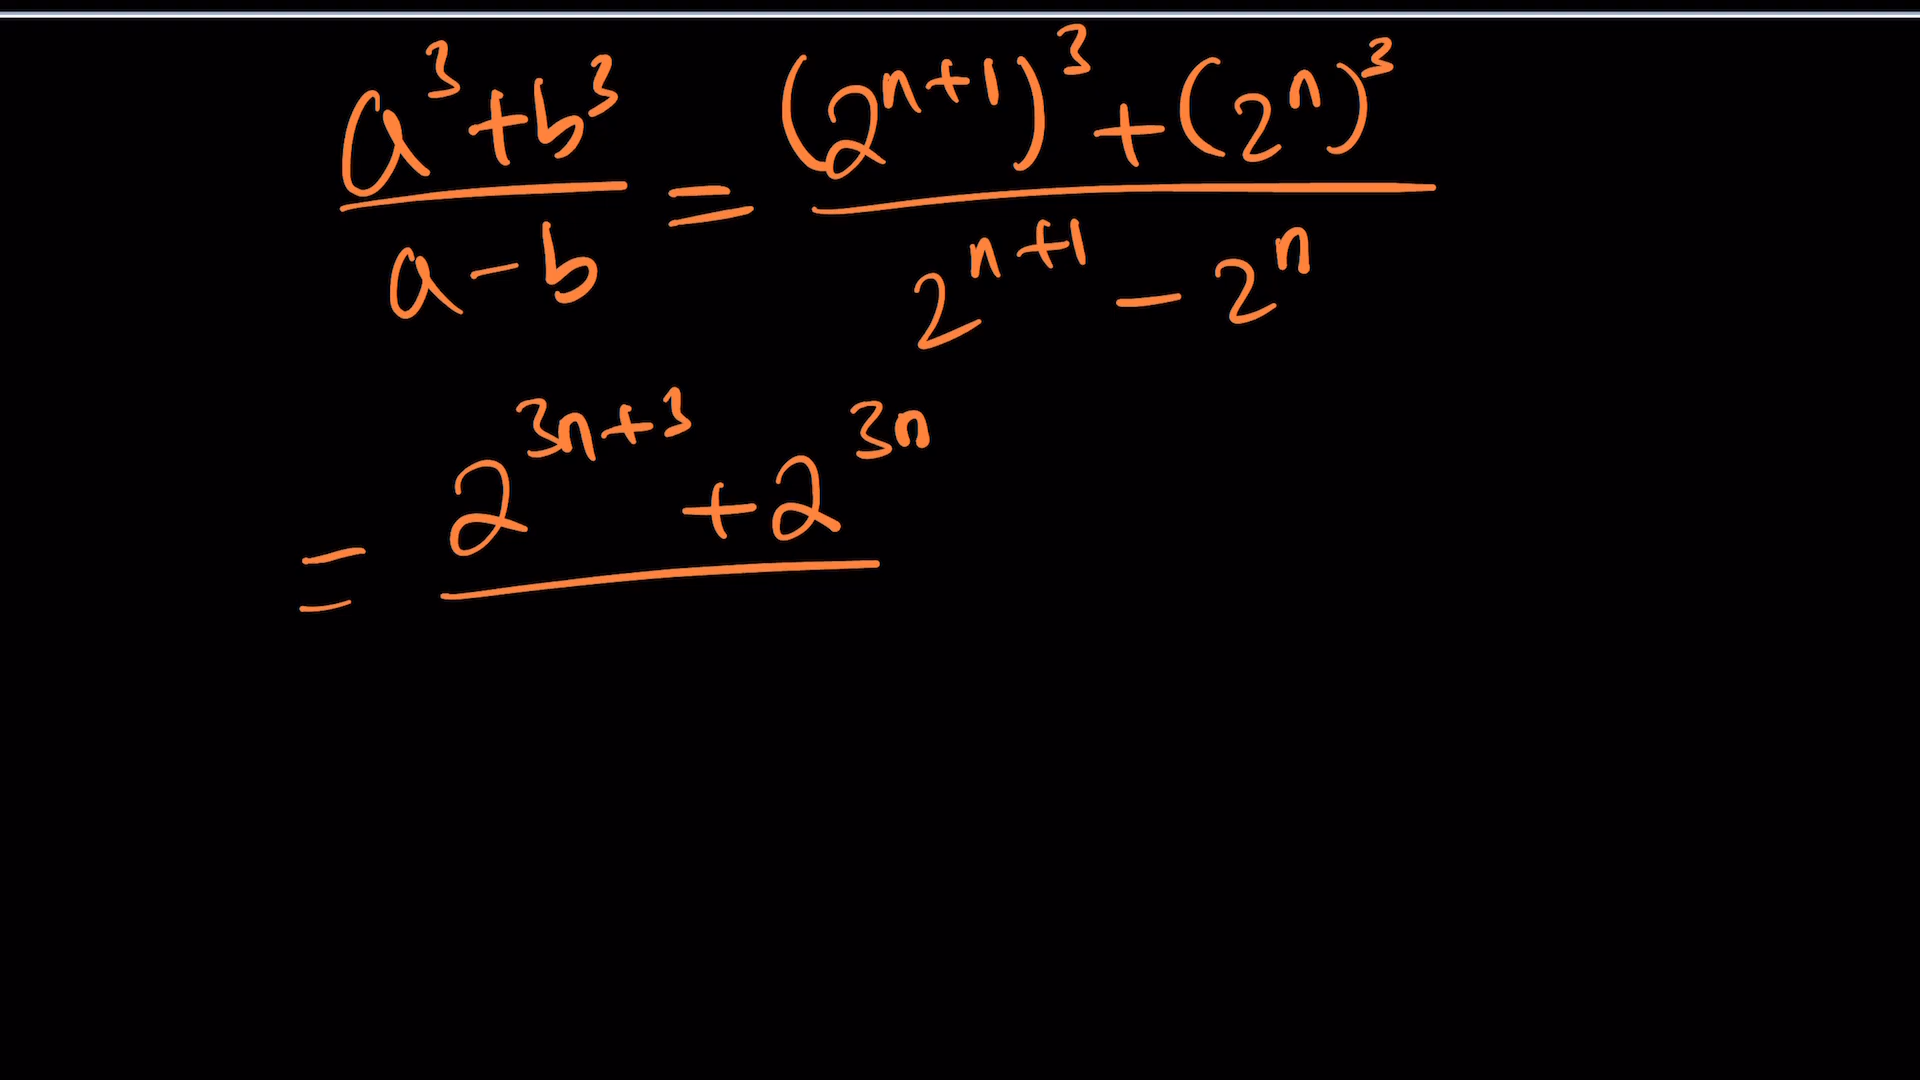 a³+b³/a-b = (2ⁿ⁺¹)³+(2ⁿ)³/2ⁿ⁺¹-2ⁿ
= 2³ⁿ⁺³+2³ⁿ/